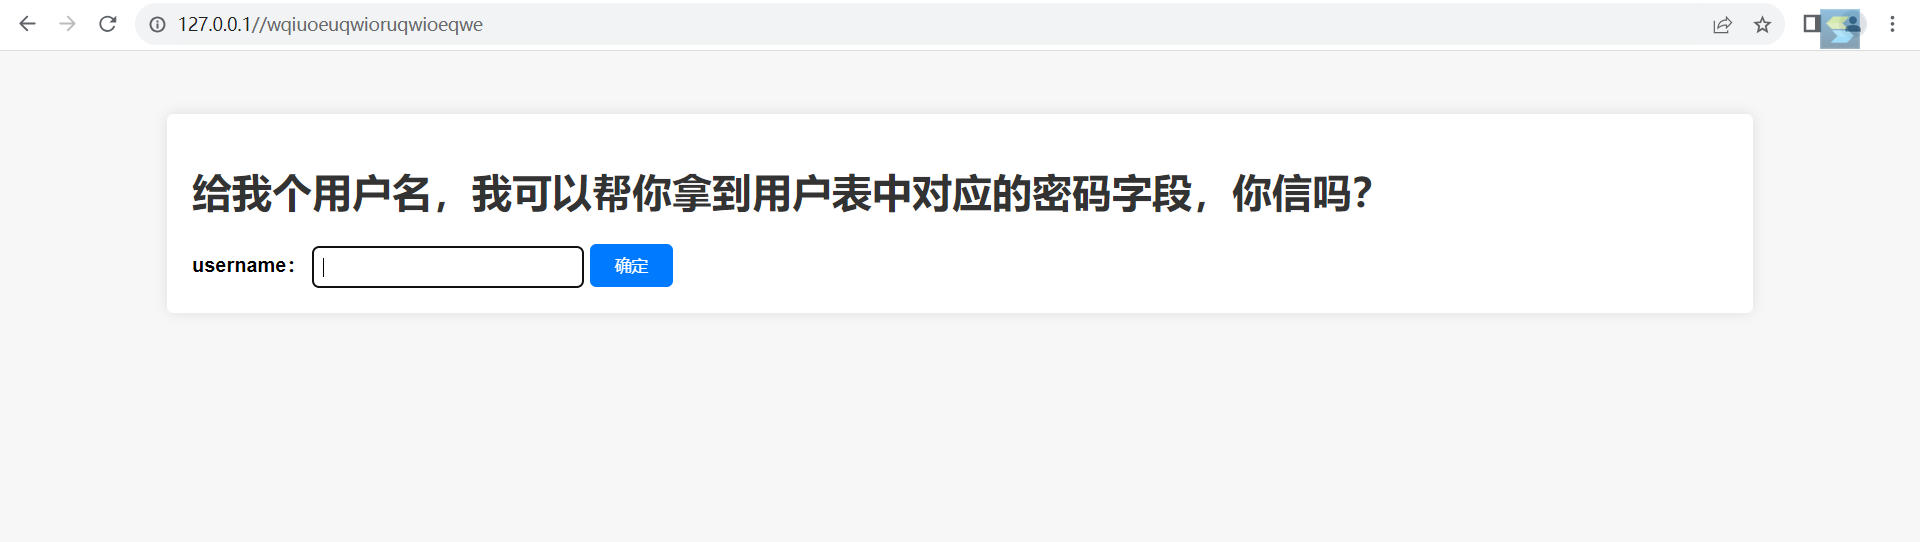 127.0.0.1//wqiuoeuqwioruqwioeqwe
给我个用户名，我可以帮你拿到用户表中对应的密码字段，你信吗？
username：
确定